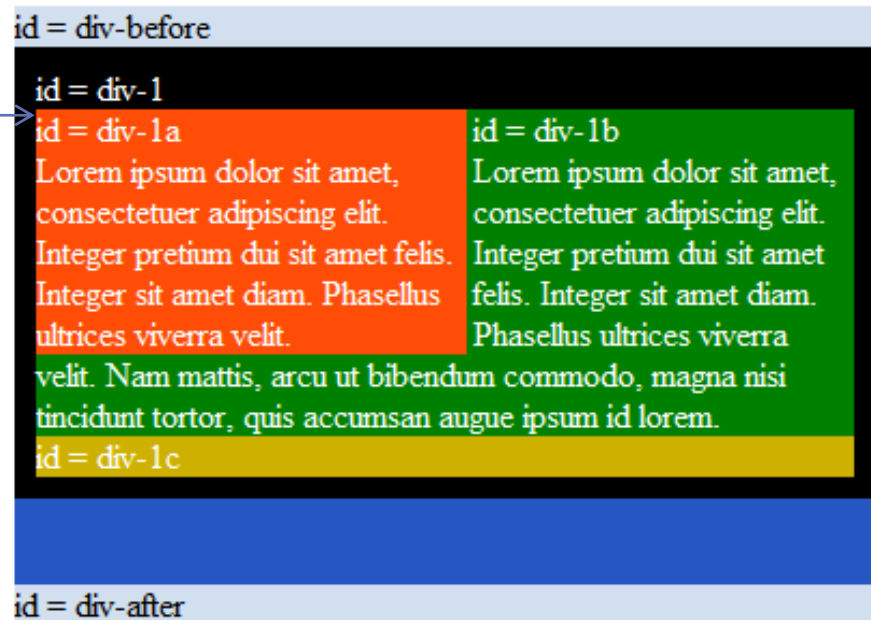 id = div-before
id = div-1
id = div-1a
Lorem ipsum dolor sit amet,
consectetuer adipiscing elit.
Integer pretium dui sit amet felis.
Integer sit amet diam. Phasellus
ultrices viverra velit.
id = div-1b
Lorem ipsum dolor sit amet,
consectetuer adipiscing elit.
Integer pretium dui sit amet
felis. Integer sit amet diam.
Phasellus ultrices viverra
velit. Nam mattis, arcu ut bibendum commodo, magna nisi
tincidunt tortor, quis accumsan augue ipsum id lorem.
id = div-1c
id = div-after